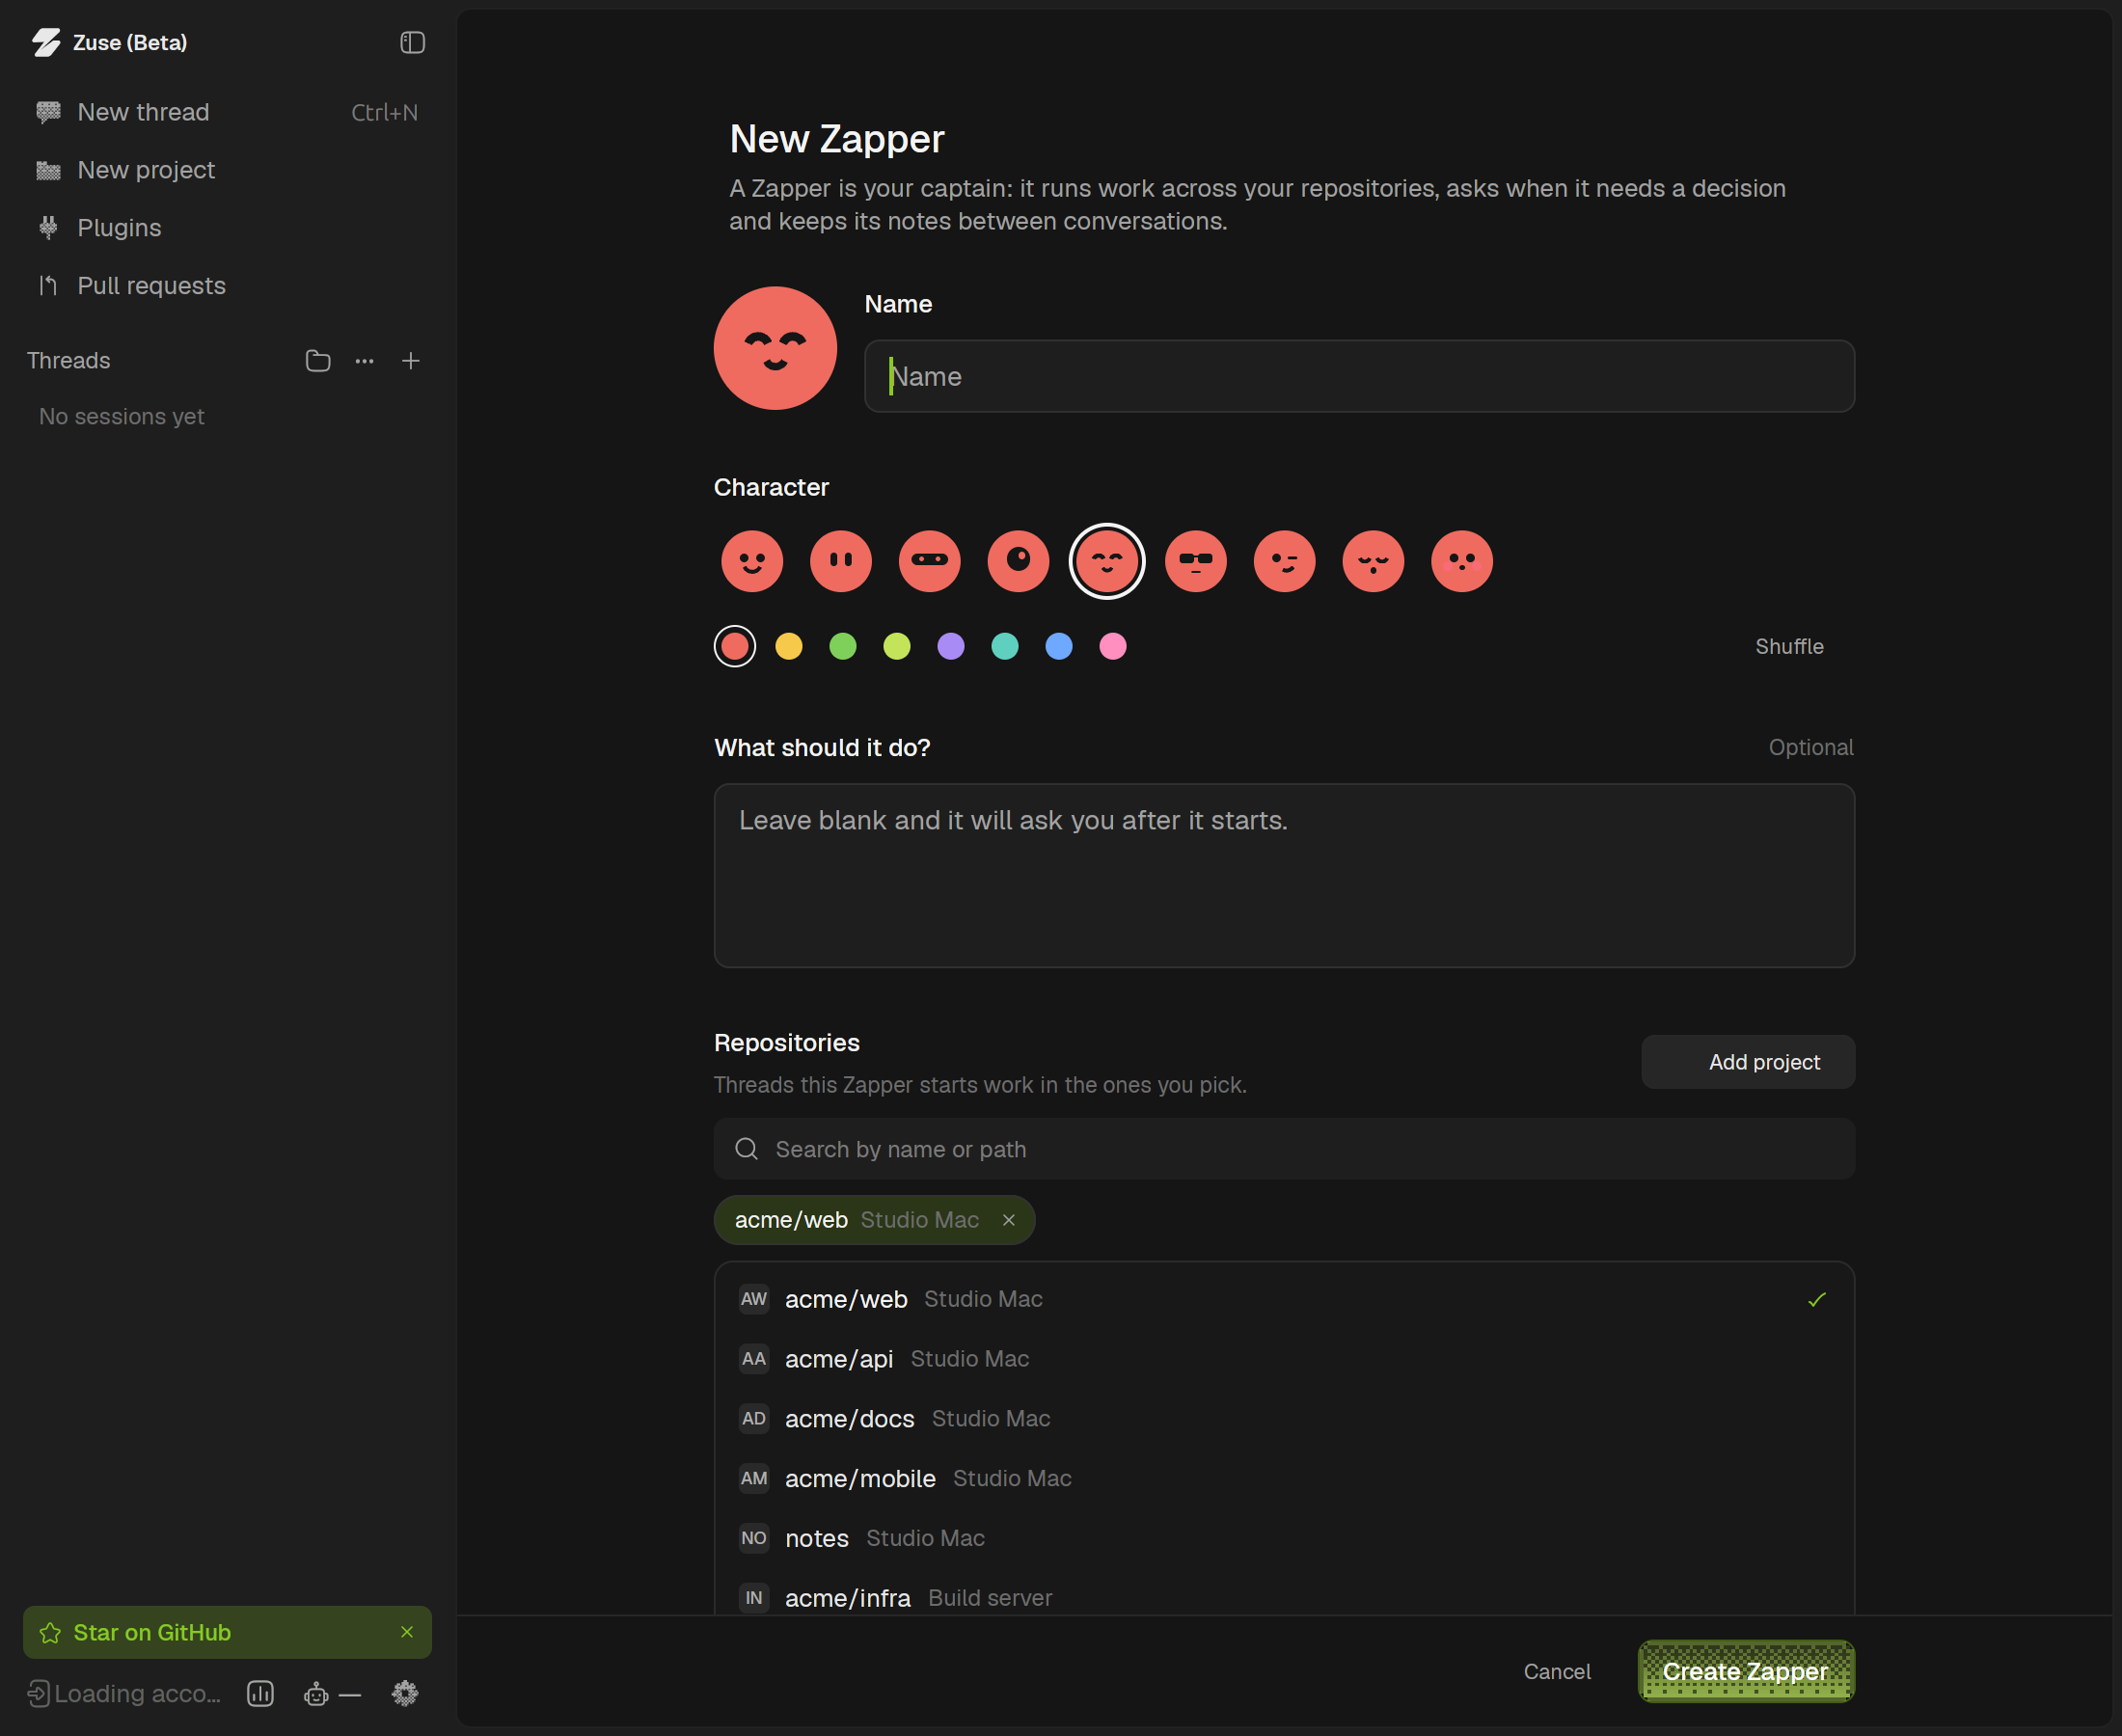 Zuse (Beta)
New thread Ctrl+N
New project
Plugins
Pull requests
Threads
No sessions yet
Star on GitHub
Loading acco...
New Zapper
A Zapper is your captain: it runs work across your repositories, asks when it needs a decision
and keeps its notes between conversations.
Name
Name
Character
Shuffle
What should it do? Optional
Leave blank and it will ask you after it starts.
Repositories
Threads this Zapper starts work in the ones you pick.
Add project
Search by name or path
acme/web Studio Mac
AW acme/web Studio Mac
AA acme/api Studio Mac
AD acme/docs Studio Mac
AM acme/mobile Studio Mac
NO notes Studio Mac
IN acme/infra Build server
Cancel
Create Zapper